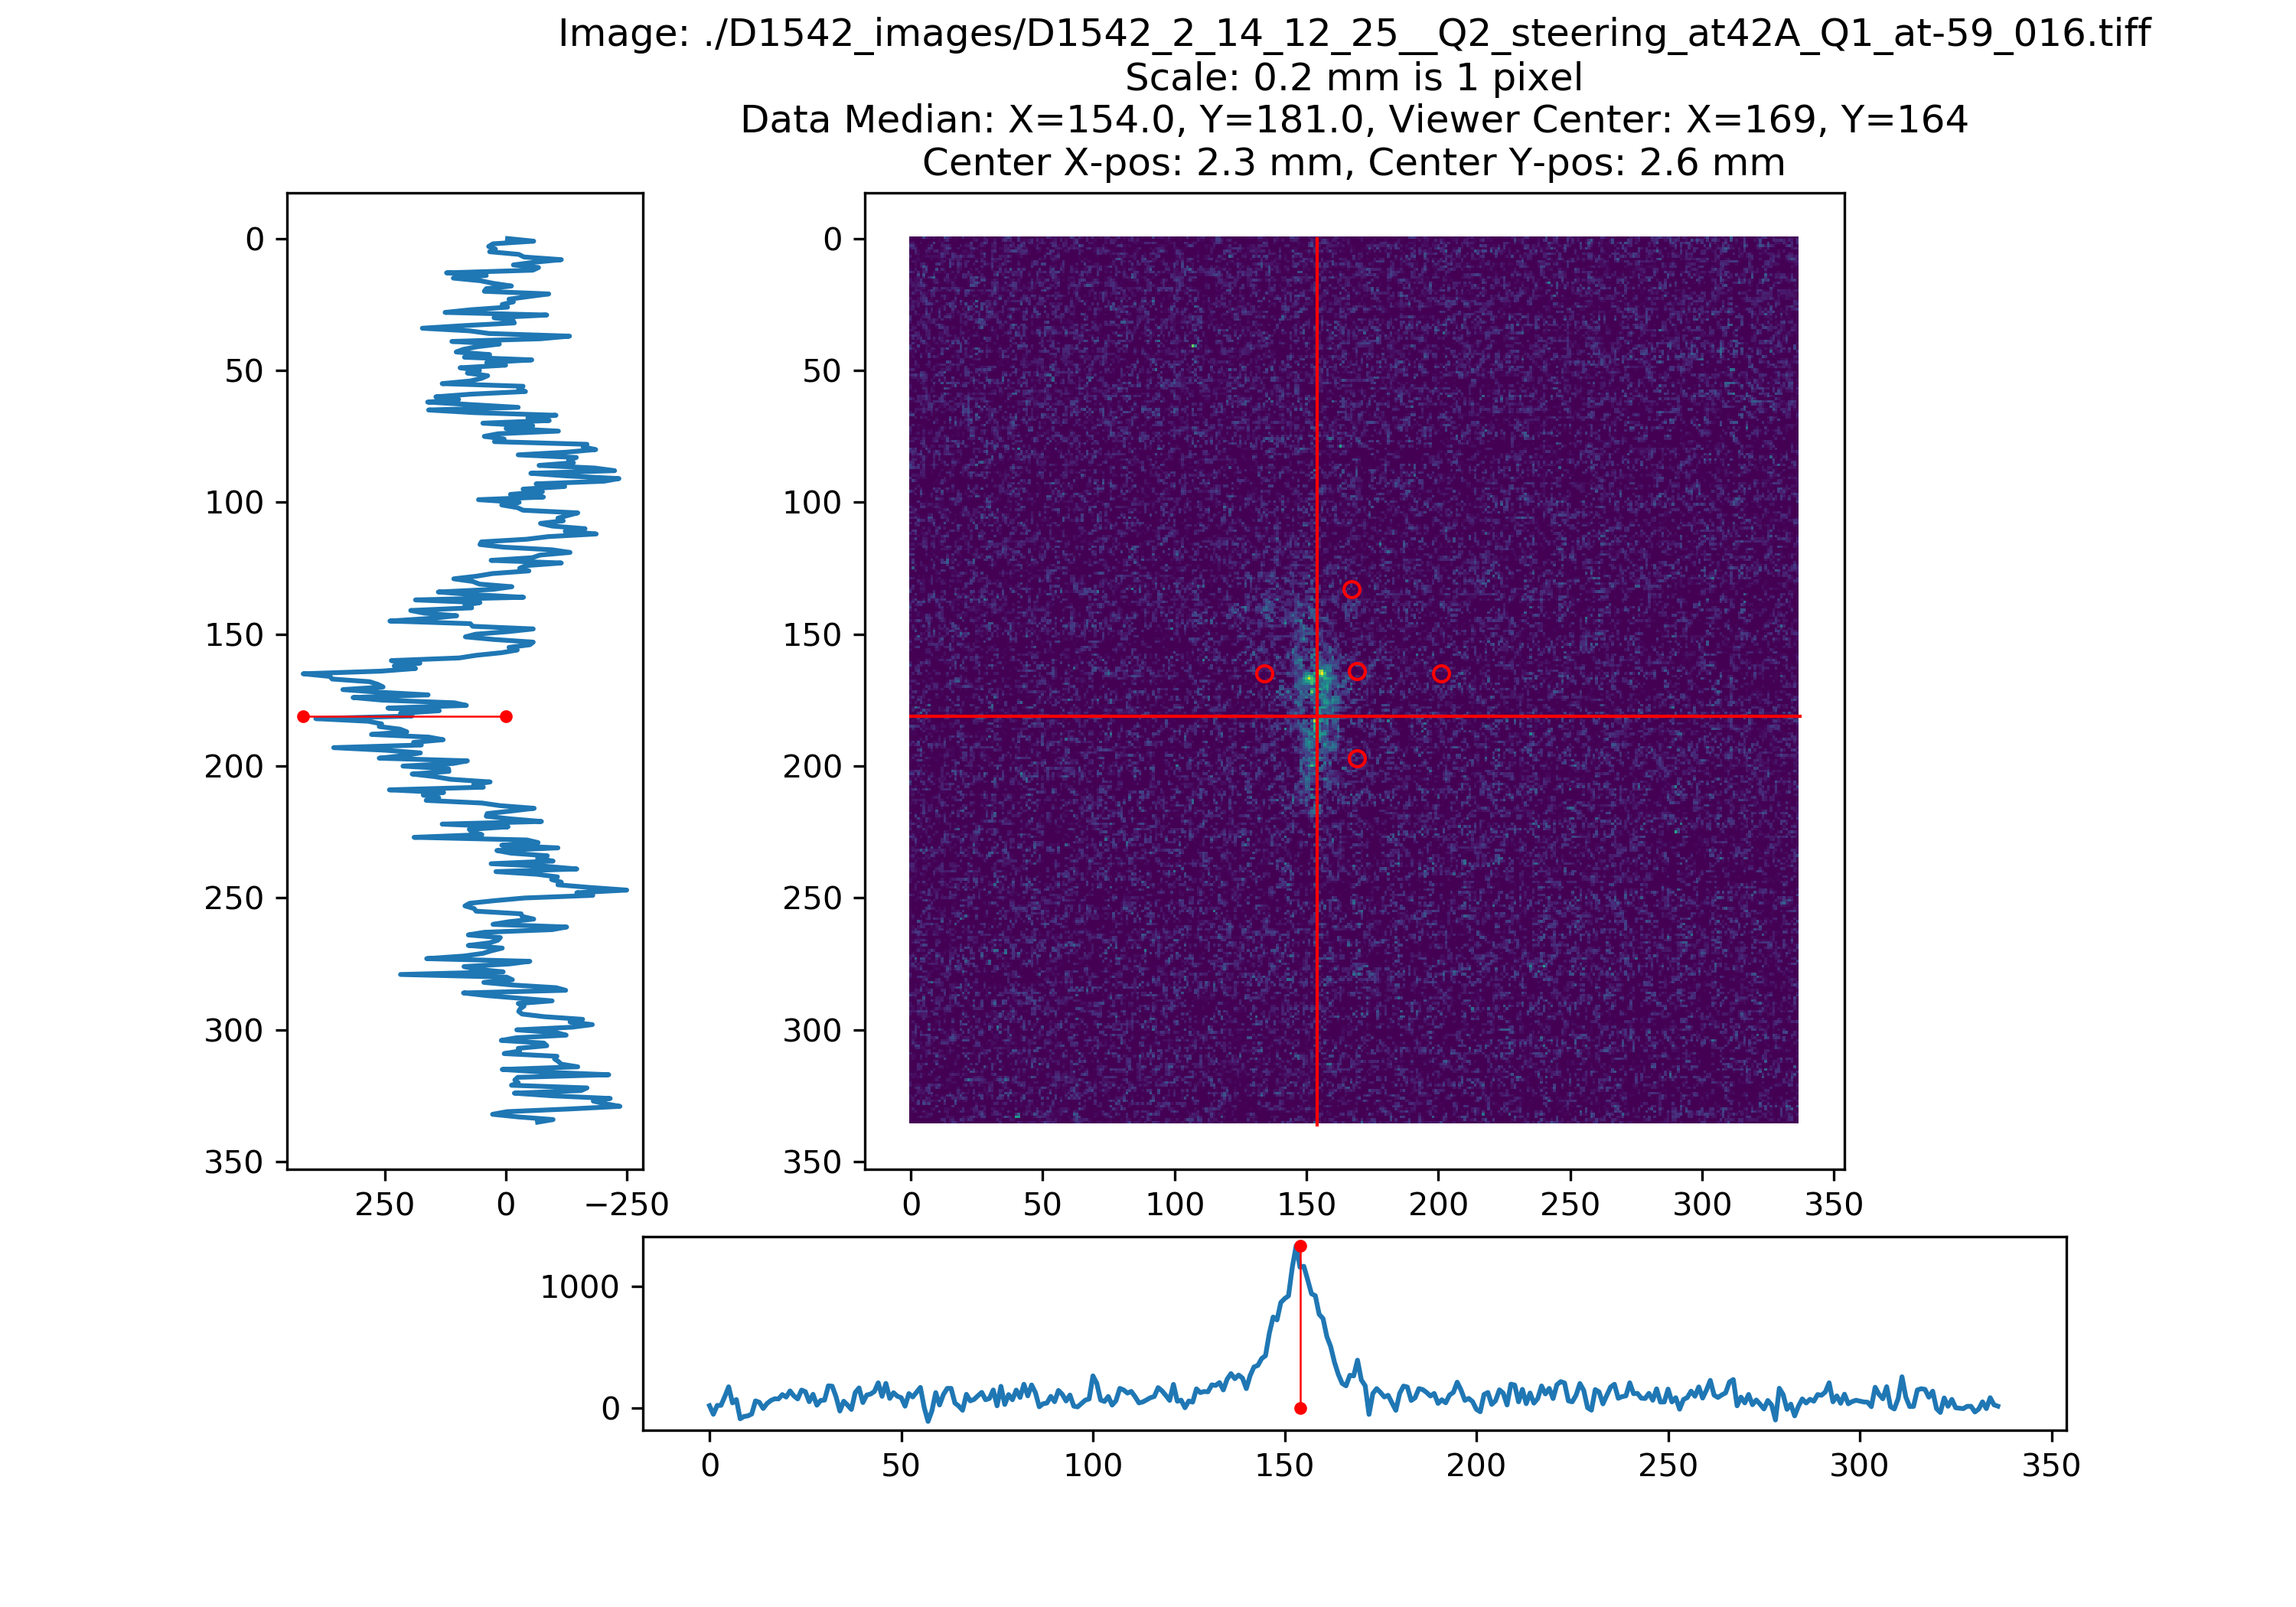 Image: ./D1542_images/D1542_2_14_12_25__Q2_steering_at42A_Q1_at-59_016.tiff
Scale: 0.2 mm is 1 pixel
Data Median: X=154.0, Y=181.0, Viewer Center: X=169, Y=164
Center X-pos: 2.3 mm, Center Y-pos: 2.6 mm
0
50
100
150
200
250
300
350
250 0 −250
0
50
100
150
200
250
300
350
0 50 100 150 200 250 300 350
1000
0
0 50 100 150 200 250 300 350